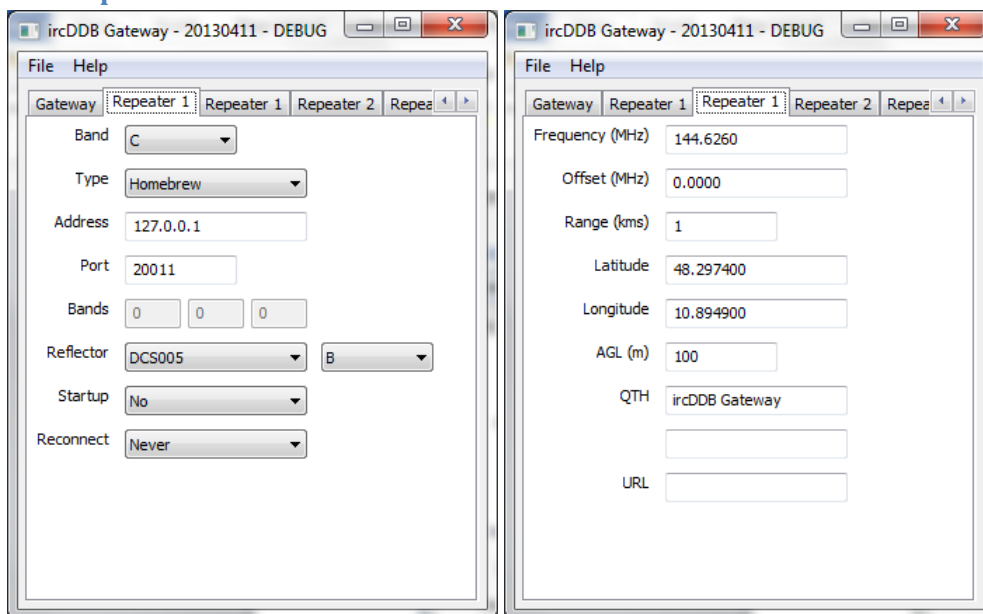 ircDDB Gateway - 20130411 - DEBUG
File Help
Gateway Repeater 1 Repeater 1 Repeater 2 Repea
Band C
Type Homebrew
Address 127.0.0.1
Port 20011
Bands 0 0 0
Reflector DCS005 B
Startup No
Reconnect Never
ircDDB Gateway - 20130411 - DEBUG
File Help
Gateway Repeater 1 Repeater 1 Repeater 2 Repea
Frequency (MHz) 144.6260
Offset (MHz) 0.0000
Range (kms) 1
Latitude 48.297400
Longitude 10.894900
AGL (m) 100
QTH ircDDB Gateway
URL